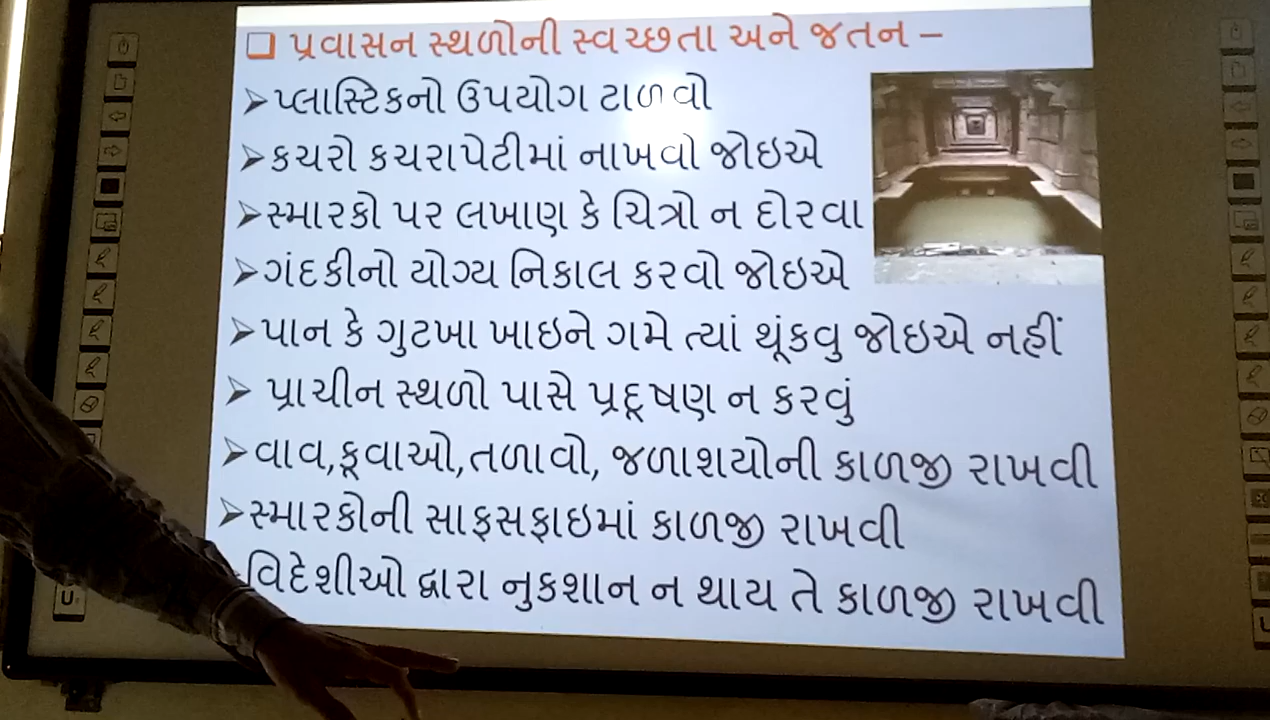 ❑ પ્રવાસન સ્થળોની સ્વચ્છતા અને જતન –
➢પ્લાસ્ટિકનો ઉપયોગ ટાળવો
➢કચરો કચરાપેટીમાં નાખવો જોઇએ
➢સ્મારકો પર લખાણ કે ચિત્રો ન દોરવા
➢ગંદકીનો યોગ્ય નિકાલ કરવો જોઇએ
➢પાન કે ગુટખા ખાઇને ગમે ત્યાં થૂંકવુ જોઇએ નહીં
➢ પ્રાચીન સ્થળો પાસે પ્રદૂષણ ન કરવું
➢વાવ,કૂવાઓ,તળાવો, જળાશયોની કાળજી રાખવી
➢સ્મારકોની સાફસફાઇમાં કાળજી રાખવી
➢વિદેશીઓ દ્વારા નુકશાન ન થાય તે કાળજી રાખવી